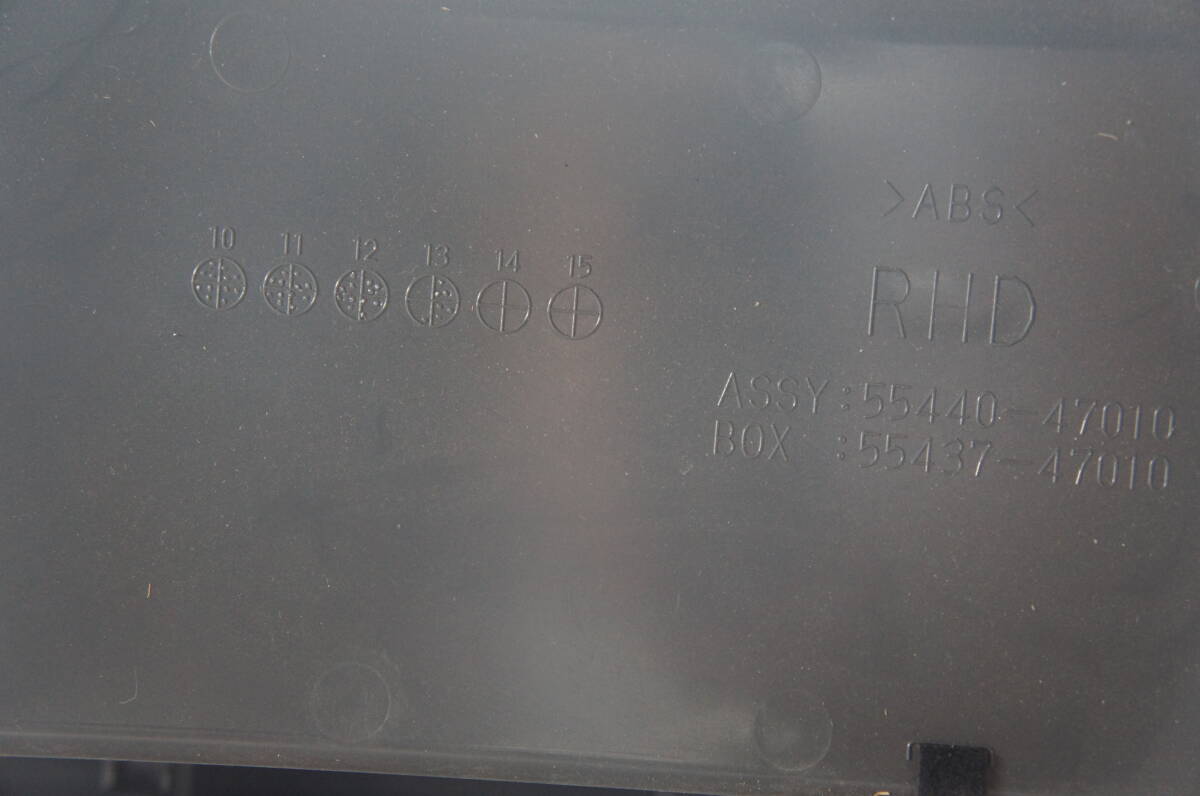 >ABS<
10 11 12 13 14 15
RHD
ASSY:55440-47010
BOX :55437-47010